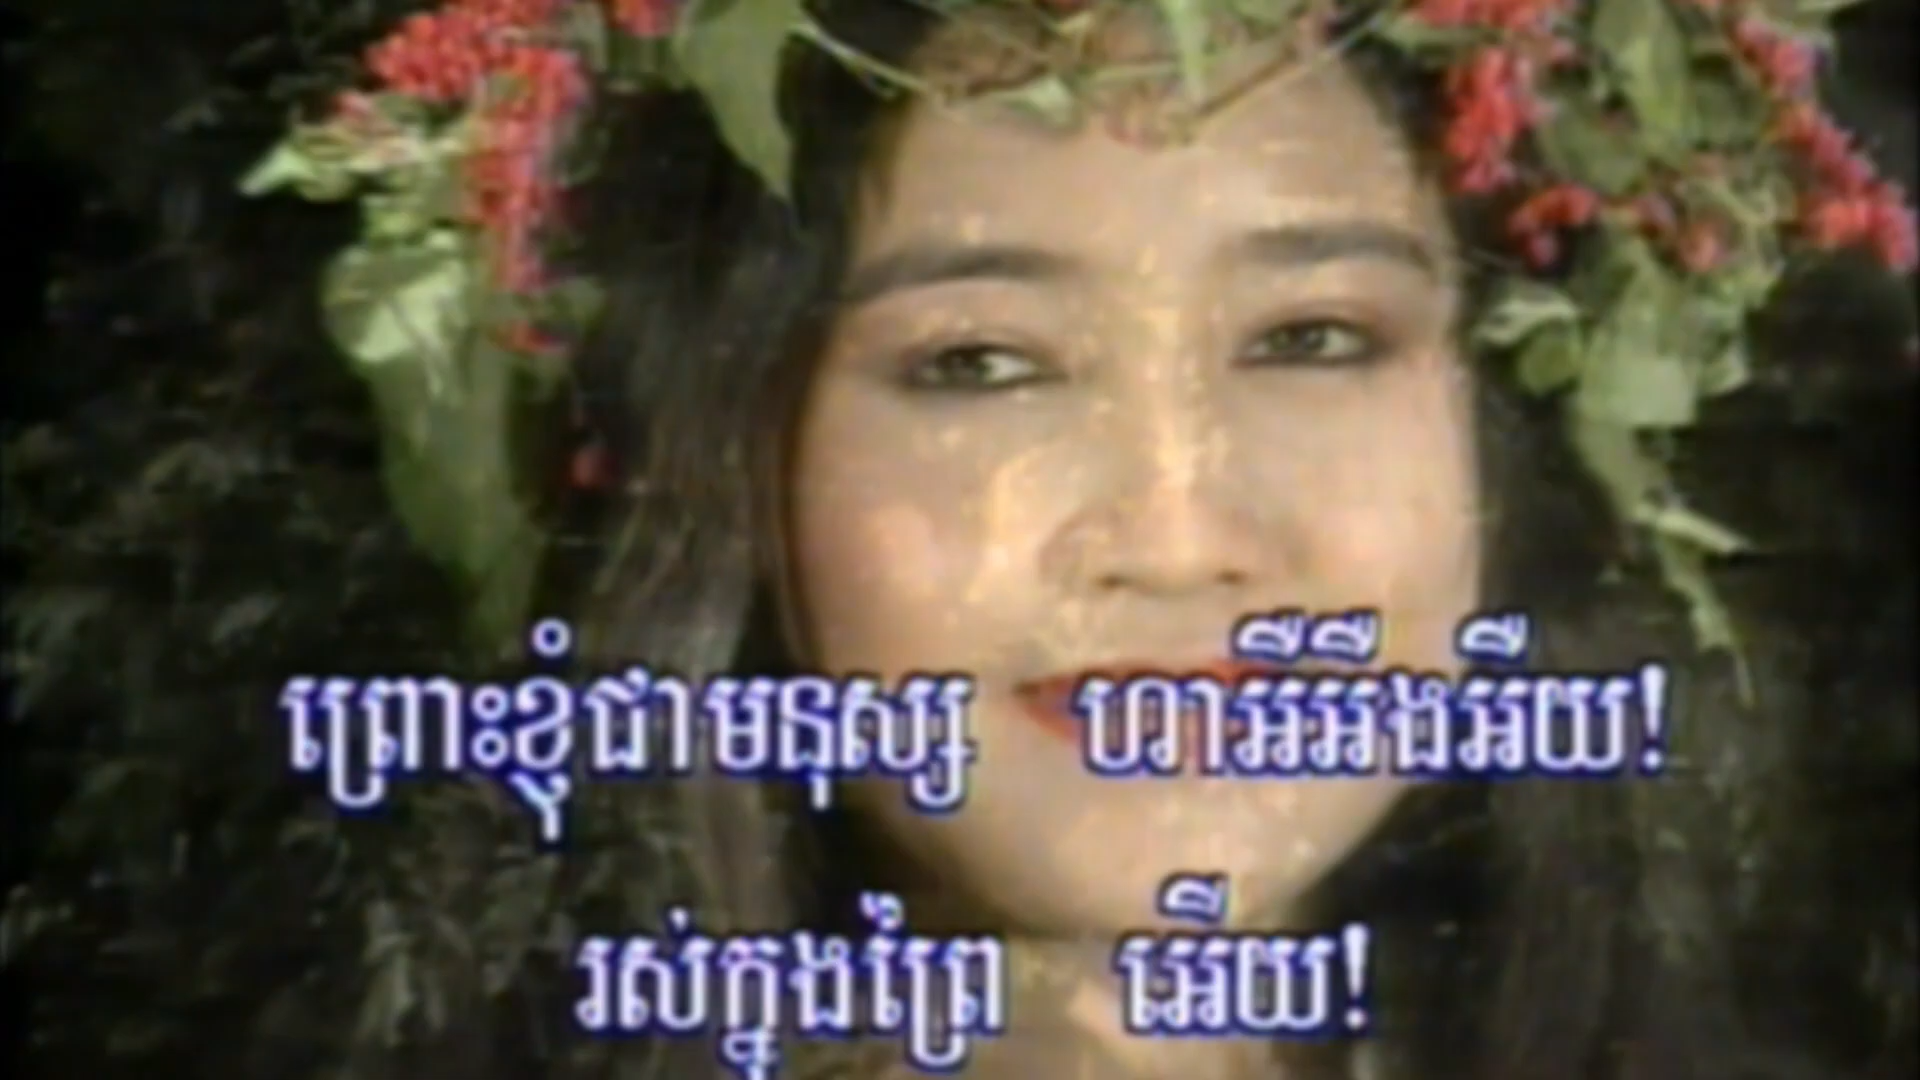 ព្រោះខ្ញុំជាមនុស្ស ហាអឺអឺងអឺយ!
រស់ក្នុងព្រៃ អើយ!